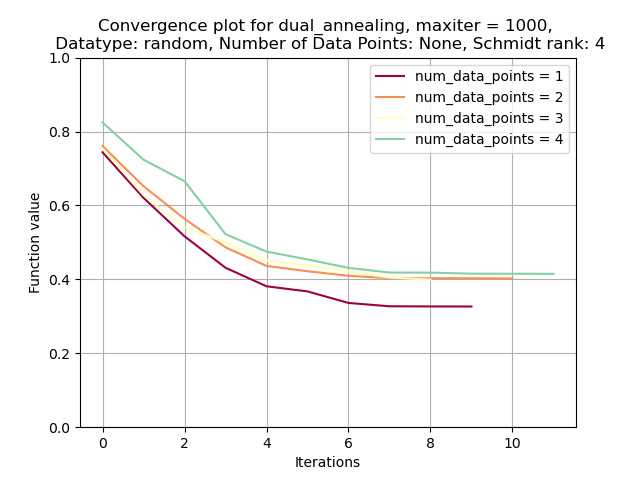 Convergence plot for dual_annealing, maxiter = 1000,
Datatype: random, Number of Data Points: None, Schmidt rank: 4
1.0
0.8
0.6
0.4
0.2
0.0
Function value
num_data_points = 1
num_data_points = 2
num_data_points = 3
num_data_points = 4
0 2 4 6 8 10
Iterations